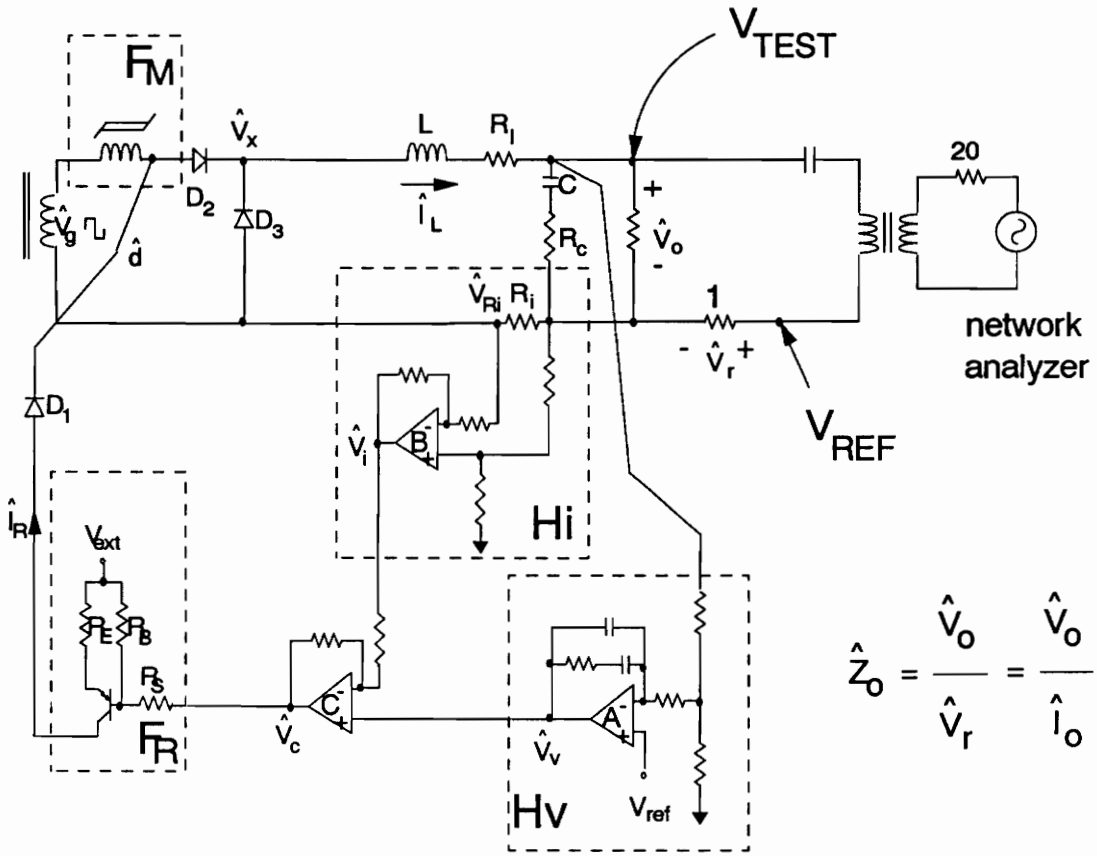 V_TEST
F_M
20
V̂_x
L
R_l
D_2
C
+
V̂_g
D_3
î_L
V̂_o
d̂
R_c
-
V̂_Ri
R_i
1
network
analyzer
- V̂_r +
D_1
B
-
+
V̂_i
V_REF
Î_R
Hi
V_ext
R_E
R_B
R_S
C
-
+
V̂_c
A
-
+
V̂_v
F_R
V_ref
Hv
Ẑ_o = V̂_o / V̂_r = V̂_o / î_o